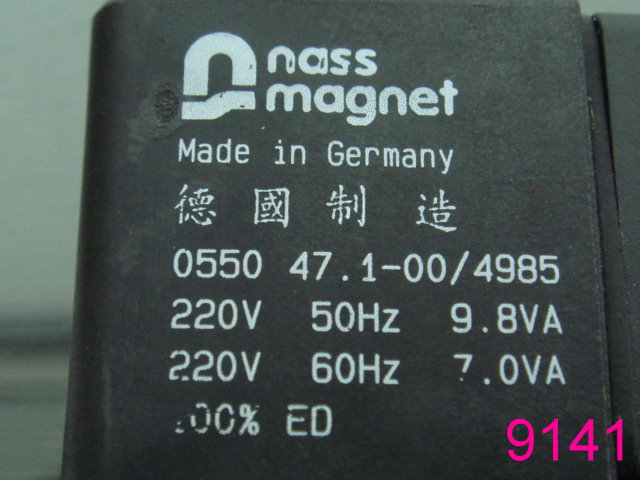 nass
magnet
Made in Germany
德國制造
0550 47.1-00/4985
220V 50Hz 9.8VA
220V 60Hz 7.0VA
100% ED
9141